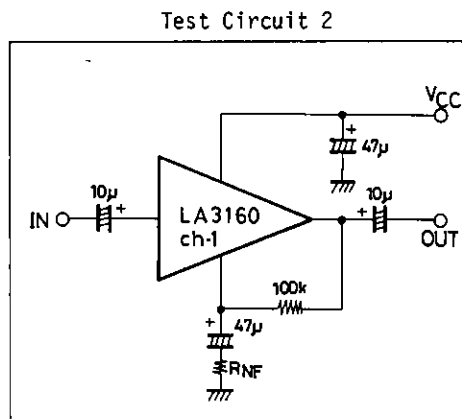 Test Circuit 2
VCC
+
47µ
10µ
+
10µ
+
IN
LA3160
ch-1
OUT
100k
+
47µ
RNF